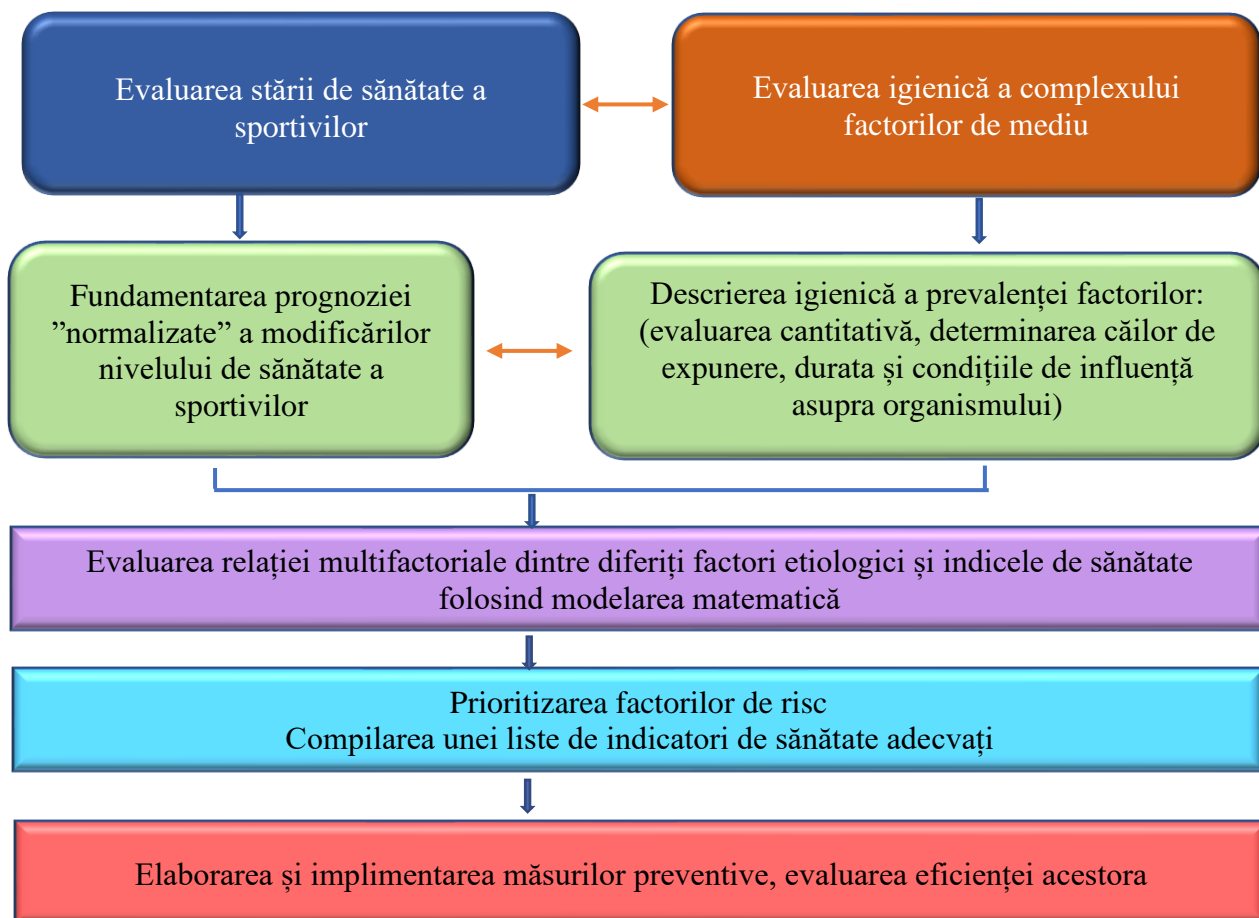 Evaluarea stării de sănătate a
sportivilor
Evaluarea igienică a complexului
factorilor de mediu
Fundamentarea prognoziei
”normalizate” a modificărilor
nivelului de sănătate a
sportivilor
Descrierea igienică a prevalenței factorilor:
(evaluarea cantitativă, determinarea căilor de
expunere, durata și condițiile de influență
asupra organismului)
Evaluarea relației multifactoriale dintre diferiți factori etiologici și indicele de sănătate
folosind modelarea matematică
Prioritizarea factorilor de risc
Compilarea unei liste de indicatori de sănătate adecvați
Elaborarea și implimentarea măsurilor preventive, evaluarea eficienței acestora